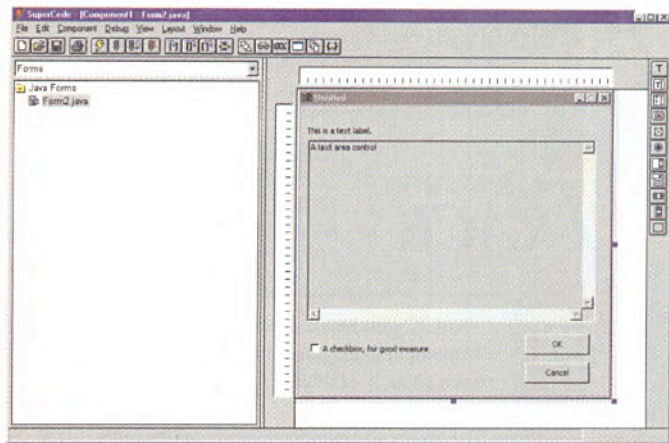 SuperCede - [Component1 : Form2.java]
File Edit Component Debug View Layout Window Help
Forms
Java Forms
Form2.java
Untitled
This is a text label.
A text area control
A checkbox, for good measure
OK
Cancel